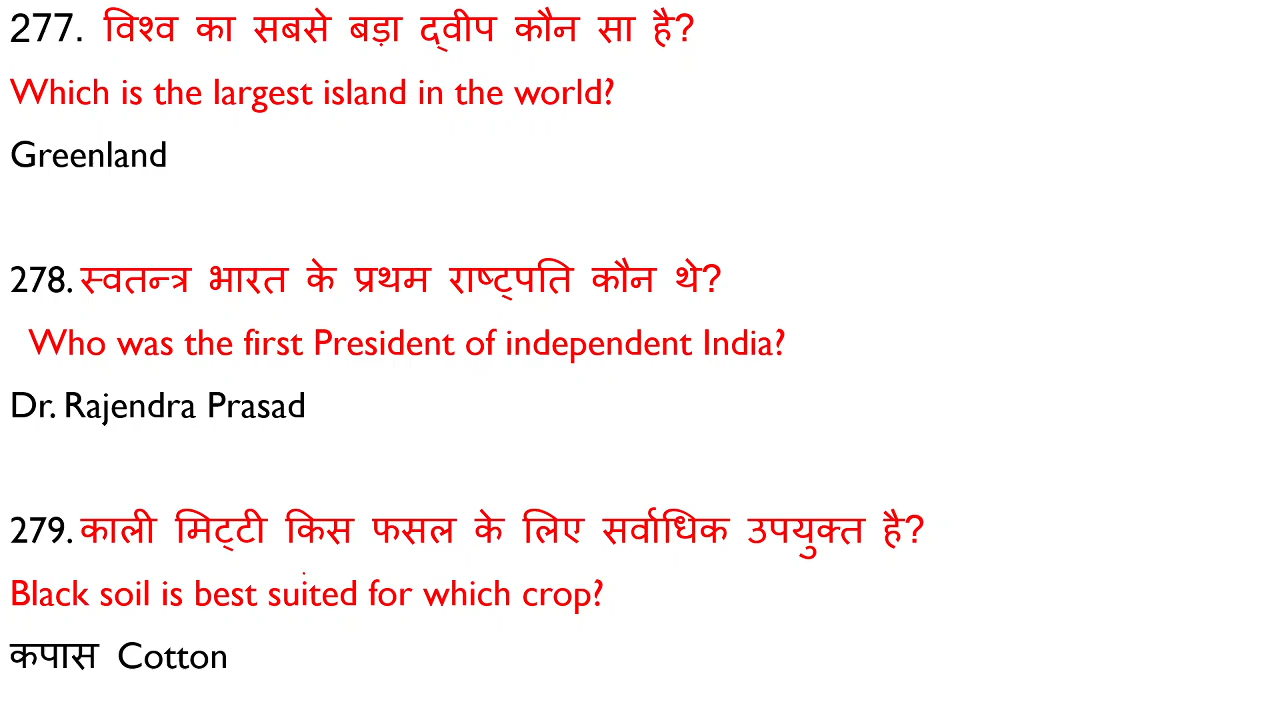 277. विश्व का सबसे बड़ा द्वीप कौन सा है?
Which is the largest island in the world?
Greenland
278. स्वतन्त्र भारत के प्रथम राष्ट्पति कौन थे?
Who was the first President of independent India?
Dr. Rajendra Prasad
279. काली मिट्टी किस फसल के लिए सर्वाधिक उपयुक्त है?
Black soil is best suited for which crop?
कपास Cotton